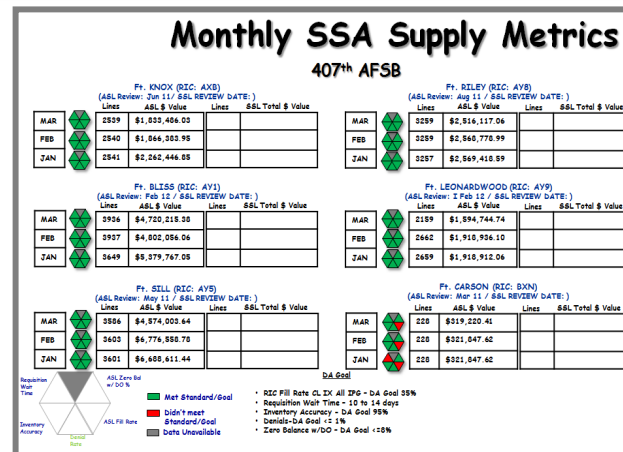 Monthly SSA Supply Metrics
407th AFSB
Ft. KNOX (RIC: AXB)
(ASL Review: Jun 11/ SSL REVIEW DATE: )
Lines ASL $ Value Lines SSL Total $ Value
MAR 2539 $1,833,486.03
FEB 2540 $1,866,383.95
JAN 2541 $2,262,446.85
Ft. RILEY (RIC: AY8)
(ASL Review: Aug 11 / SSL REVIEW DATE: )
Lines ASL $ Value Lines SSL Total $ Value
MAR 3259 $2,516,117.06
FEB 3259 $2,568,778.99
JAN 3257 $2,569,418.59
Ft. BLISS (RIC: AY1)
(ASL Review: Feb 12 / SSL REVIEW DATE: )
Lines ASL $ Value Lines SSL Total $ Value
MAR 3936 $4,720,215.38
FEB 3937 $4,802,056.06
JAN 3649 $5,379,767.05
Ft. LEONARDWOOD (RIC: AY9)
(ASL Review: I Feb 12 / SSL REVIEW DATE: )
Lines ASL $ Value Lines SSL Total $ Value
MAR 2159 $1,594,744.74
FEB 2662 $1,918,936.10
JAN 2659 $1,918,912.06
Ft. SILL (RIC: AY5)
(ASL Review: May 11 / SSL REVIEW DATE: )
Lines ASL $ Value Lines SSL Total $ Value
MAR 3586 $4,574,003.64
FEB 3603 $6,776,558.78
JAN 3601 $6,688,611.44
Ft. CARSON (RIC: BXN)
(ASL Review: Mar 11 / SSL REVIEW DATE: )
Lines ASL $ Value Lines SSL Total $ Value
MAR 228 $319,220.41
FEB 228 $321,847.62
JAN 228 $321,847.62
Requisition
Wait
Time
ASL Zero Bal
w/ DO %
Inventory
Accuracy
Denial
Rate
ASL Fill Rate
Met Standard/Goal
Didn't meet
Standard/Goal
Data Unavailable
DA Goal
• RIC Fill Rate CL IX All IPG - DA Goal 35%
• Requisition Wait Time - 10 to 14 days
• Inventory Accuracy - DA Goal 95%
• Denials-DA Goal <= 1%
• Zero Balance w/DO - DA Goal <=8%